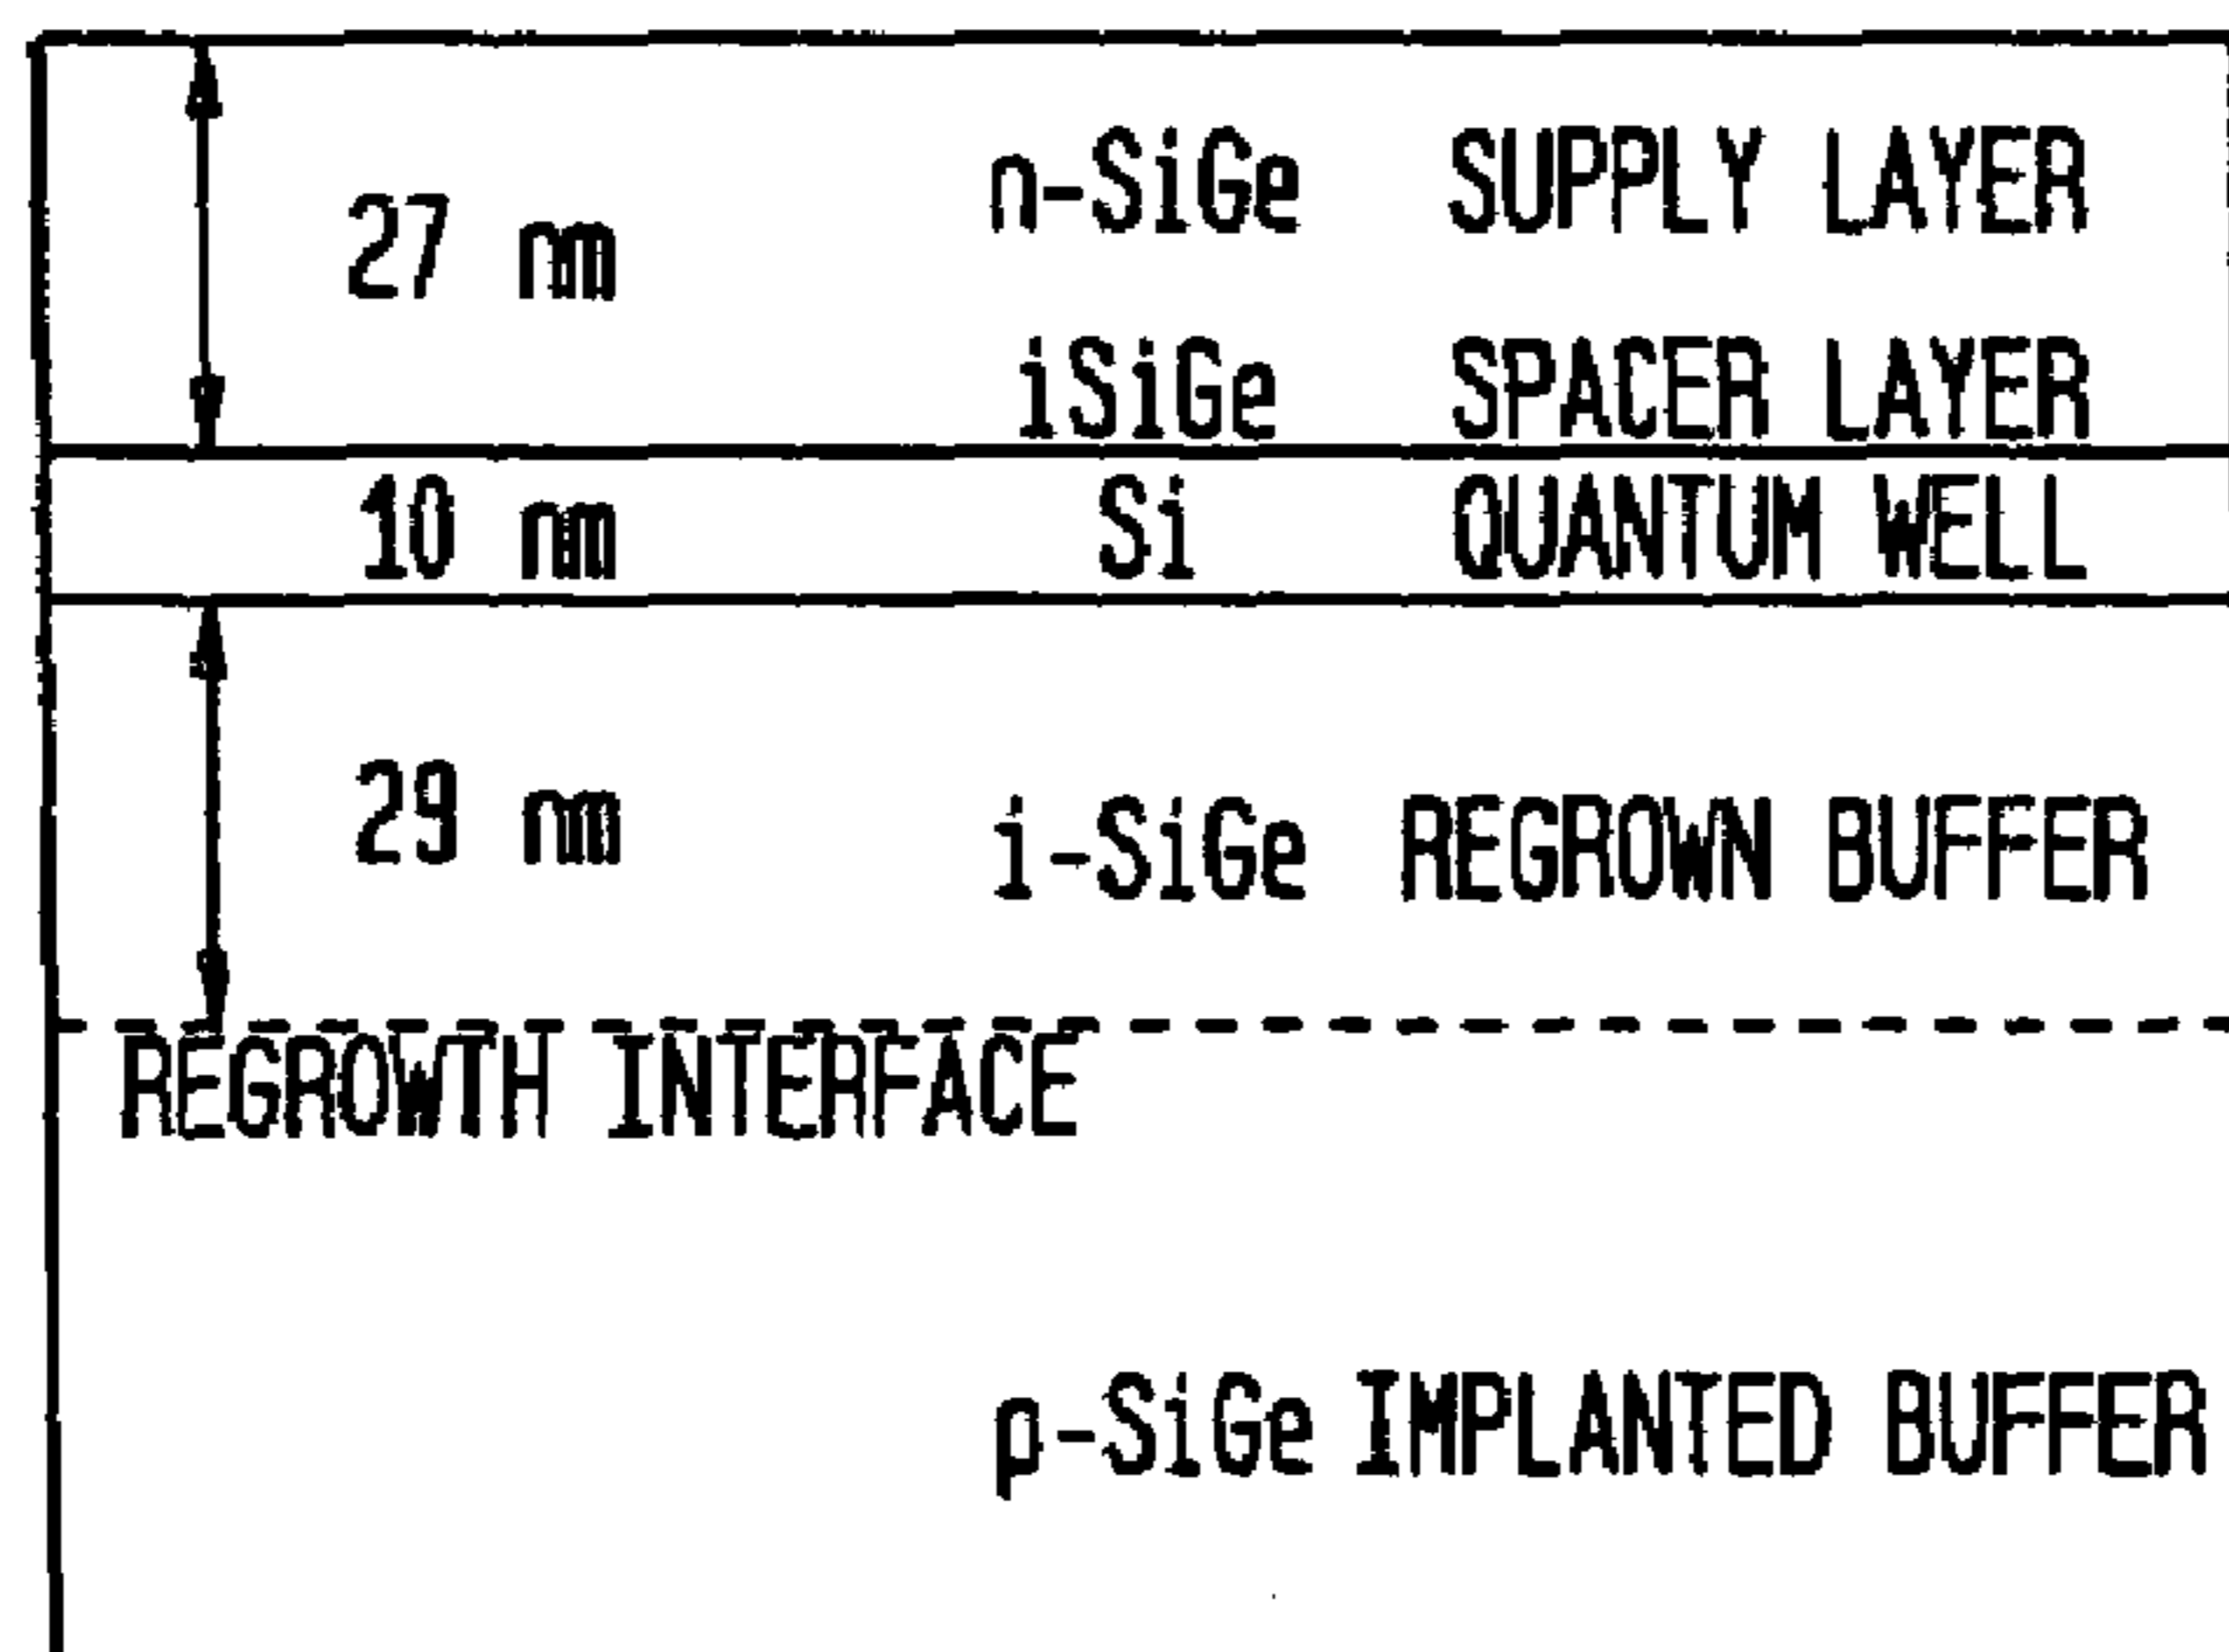 n-SiGe SUPPLY LAYER
27 nm
iSiGe SPACER LAYER
10 nm Si QUANTUM WELL
29 nm i-SiGe REGROWN BUFFER
REGROWTH INTERFACE
p-SiGe IMPLANTED BUFFER